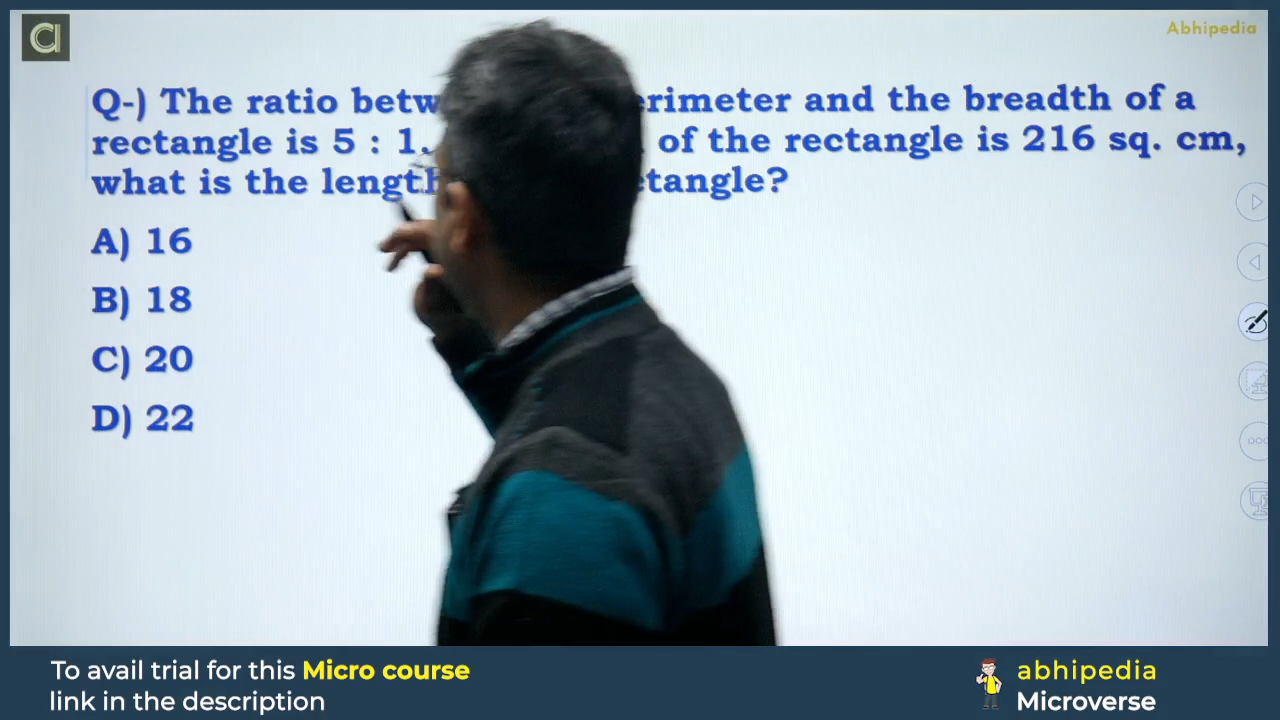 Abhipedia
Q-) The ratio betw erimeter and the breadth of a
rectangle is 5 : 1. of the rectangle is 216 sq. cm,
what is the length etangle?
A) 16
B) 18
C) 20
D) 22
To avail trial for this Micro course
link in the description
abhipedia
Microverse